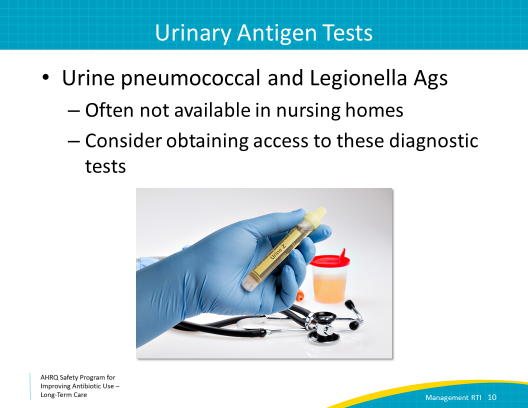 Urinary Antigen Tests
• Urine pneumococcal and Legionella Ags
– Often not available in nursing homes
– Consider obtaining access to these diagnostic
tests
Urine Z
AHRQ Safety Program for
Improving Antibiotic Use –
Long-Term Care
Management RTI 10